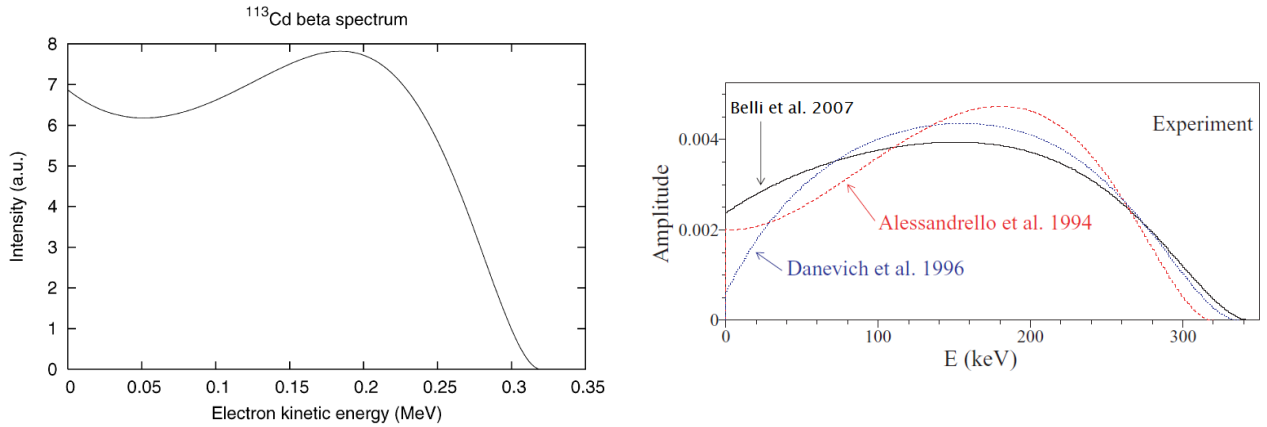 ¹¹³Cd beta spectrum
8
7
6
5
4
3
2
1
0
Intensity (a.u.)
0 0.05 0.1 0.15 0.2 0.25 0.3 0.35
Electron kinetic energy (MeV)
Belli et al. 2007
Experiment
Alessandrello et al. 1994
Danevich et al. 1996
0.004
0.002
0
Amplitude
0 100 200 300
E (keV)